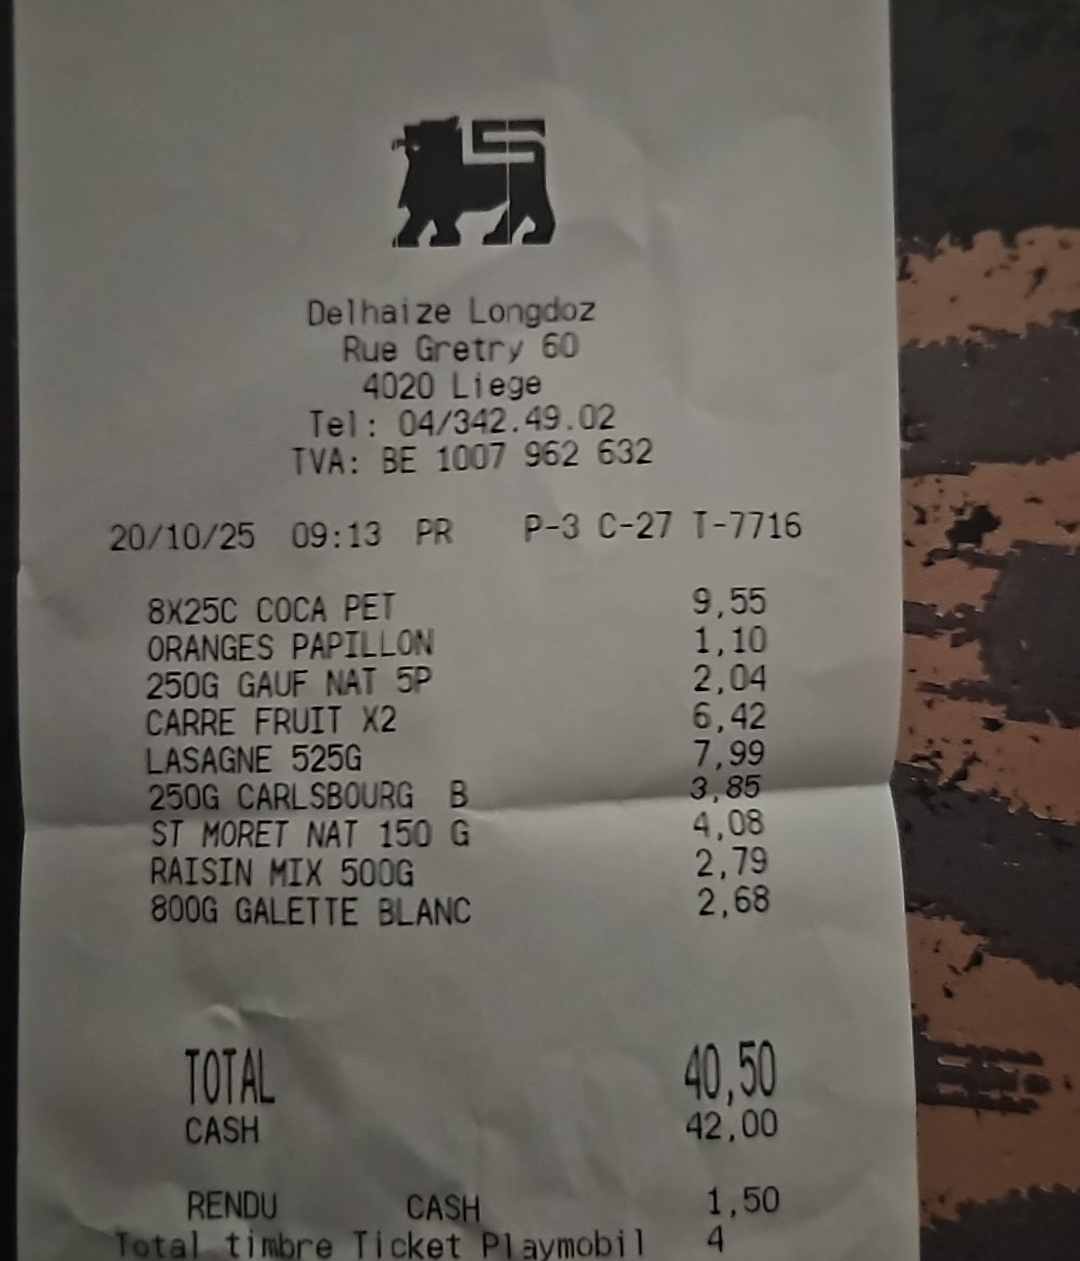 Delhaize Longdoz
Rue Gretry 60
4020 Liege
Tel: 04/342.49.02
TVA: BE 1007 962 632
20/10/25 09:13 PR P-3 C-27 T-7716
8X25C COCA PET 9,55
ORANGES PAPILLON 1,10
250G GAUF NAT 5P 2,04
CARRE FRUIT X2 6,42
LASAGNE 525G 7,99
250G CARLSBOURG B 3,85
ST MORET NAT 150 G 4,08
RAISIN MIX 500G 2,79
800G GALETTE BLANC 2,68
TOTAL 40,50
CASH 42,00
RENDU CASH 1,50
Total timbre Ticket Playmobil 4